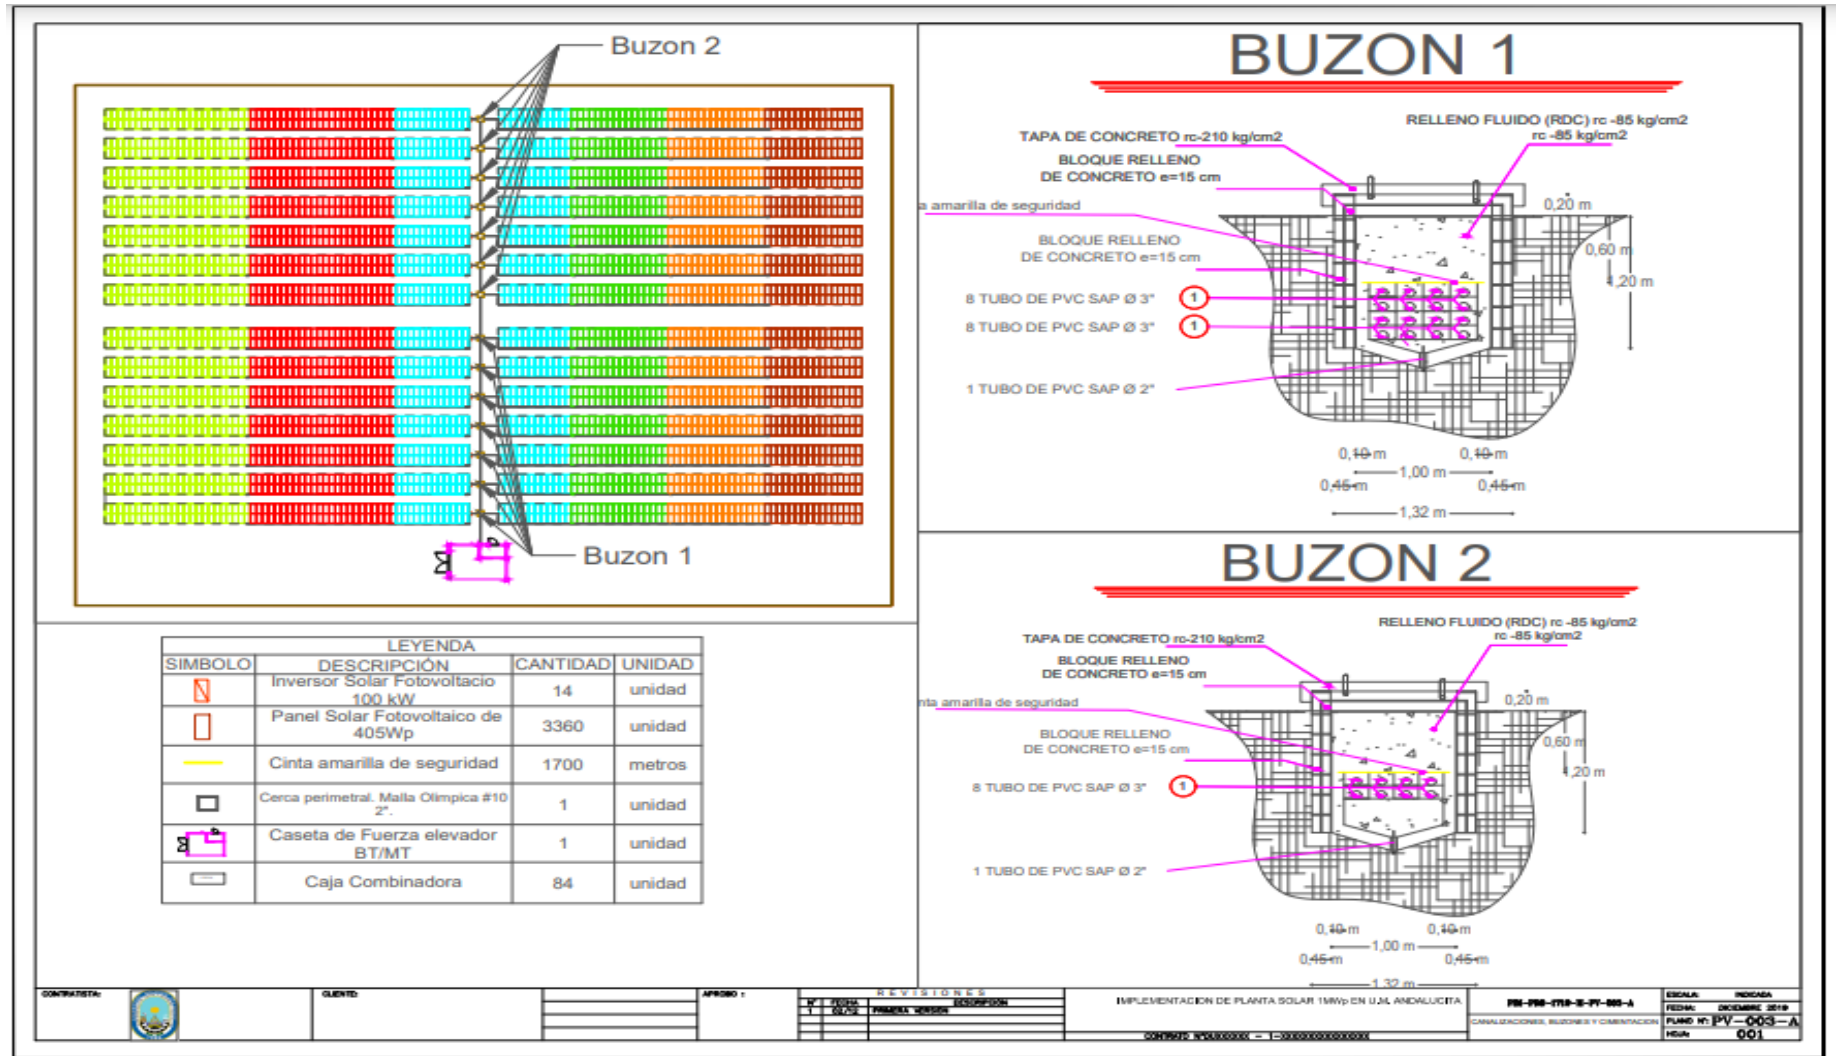 Buzon 2
Buzon 1
LEYENDA
SIMBOLO DESCRIPCIÓN CANTIDAD UNIDAD
Inversor Solar Fotovoltacio
100 kW 14 unidad
Panel Solar Fotovoltaico de
405Wp 3360 unidad
Cinta amarilla de seguridad 1700 metros
Cerca perimetral. Malla Olimpica #10
2". 1 unidad
Caseta de Fuerza elevador
BT/MT 1 unidad
Caja Combinadora 84 unidad
BUZON 1
RELLENO FLUIDO (RDC) rc -85 kg/cm2
rc -85 kg/cm2
TAPA DE CONCRETO rc-210 kg/cm2
BLOQUE RELLENO
DE CONCRETO e=15 cm
a amarilla de seguridad
0,20 m
BLOQUE RELLENO
DE CONCRETO e=15 cm
0,60 m
1,20 m
8 TUBO DE PVC SAP Ø 3" 1
8 TUBO DE PVC SAP Ø 3" 1
1 TUBO DE PVC SAP Ø 2"
0,10 m 0,10 m
1,00 m
0,45 m 0,45 m
1,32 m
BUZON 2
RELLENO FLUIDO (RDC) rc -85 kg/cm2
rc -85 kg/cm2
TAPA DE CONCRETO rc-210 kg/cm2
BLOQUE RELLENO
DE CONCRETO e=15 cm
nta amarilla de seguridad
0,20 m
BLOQUE RELLENO
DE CONCRETO e=15 cm
0,60 m
1,20 m
8 TUBO DE PVC SAP Ø 3" 1
1 TUBO DE PVC SAP Ø 2"
0,10 m 0,10 m
1,00 m
0,45 m 0,45 m
1,32 m
CONTRATISTA:
CLIENTE:
APROBO :
REVISIONES
Nº FECHA DESCRIPCIÓN
1 02/12 PRIMERA VERSION
IMPLEMENTACION DE PLANTA SOLAR 1MWp EN U.M. ANDALUCITA
CANALIZACIONES, BUZONES Y CIMENTACION
ESCALA: INDICADA
FECHA: DICIEMBRE 2019
PLANO Nº: PV-003-A
HOJA: 001